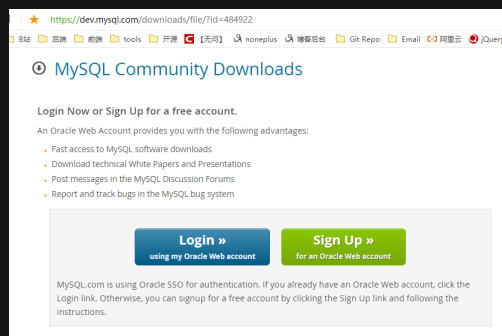 https://dev.mysql.com/downloads/file/?id=484922
B站 后端 前端 tools 开源 【无问】 noneplus 博客后台 Git Repo Email 阿里云 jQuery
MySQL Community Downloads
Login Now or Sign Up for a free account.
An Oracle Web Account provides you with the following advantages:
Fast access to MySQL software downloads
Download technical White Papers and Presentations
Post messages in the MySQL Discussion Forums
Report and track bugs in the MySQL bug system
Login » Sign Up »
using my Oracle Web account for an Oracle Web account
MySQL.com is using Oracle SSO for authentication. If you already have an Oracle Web account, click the
Login link. Otherwise, you can signup for a free account by clicking the Sign Up link and following the
instructions.